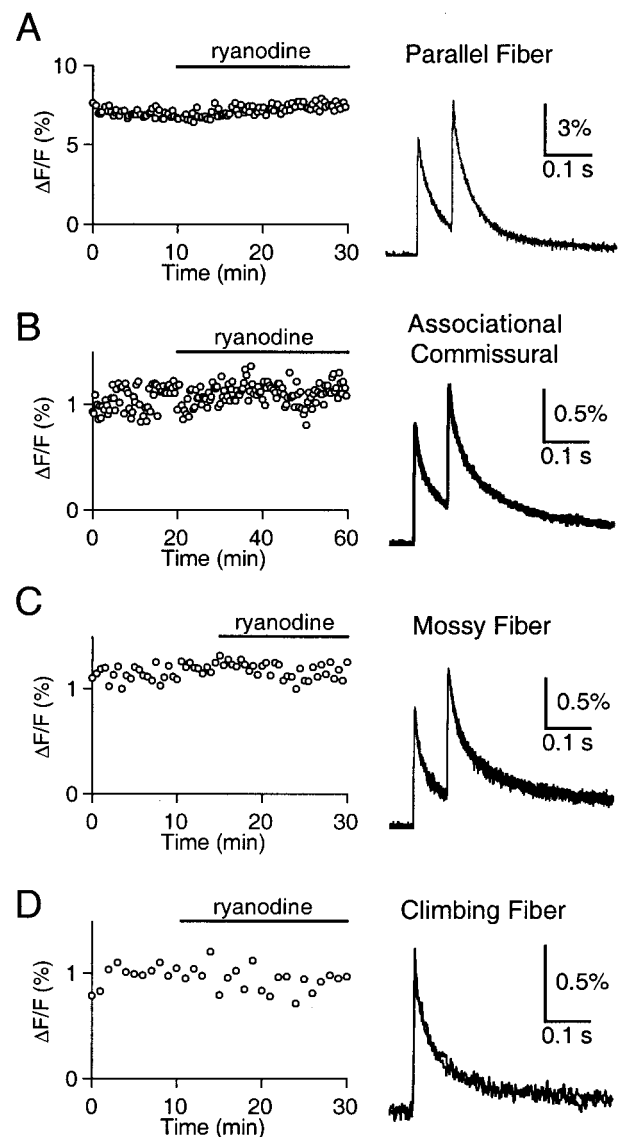 A
ryanodine
Parallel Fiber
10
5
0
ΔF/F (%)
0 10 20 30
Time (min)
3%
0.1 s
B
ryanodine
Associational
Commissural
1
0
ΔF/F (%)
0 20 40 60
Time (min)
0.5%
0.1 s
C
ryanodine
Mossy Fiber
1
0
ΔF/F (%)
0 10 20 30
Time (min)
0.5%
0.1 s
D
ryanodine
Climbing Fiber
1
0
ΔF/F (%)
0 10 20 30
Time (min)
0.5%
0.1 s